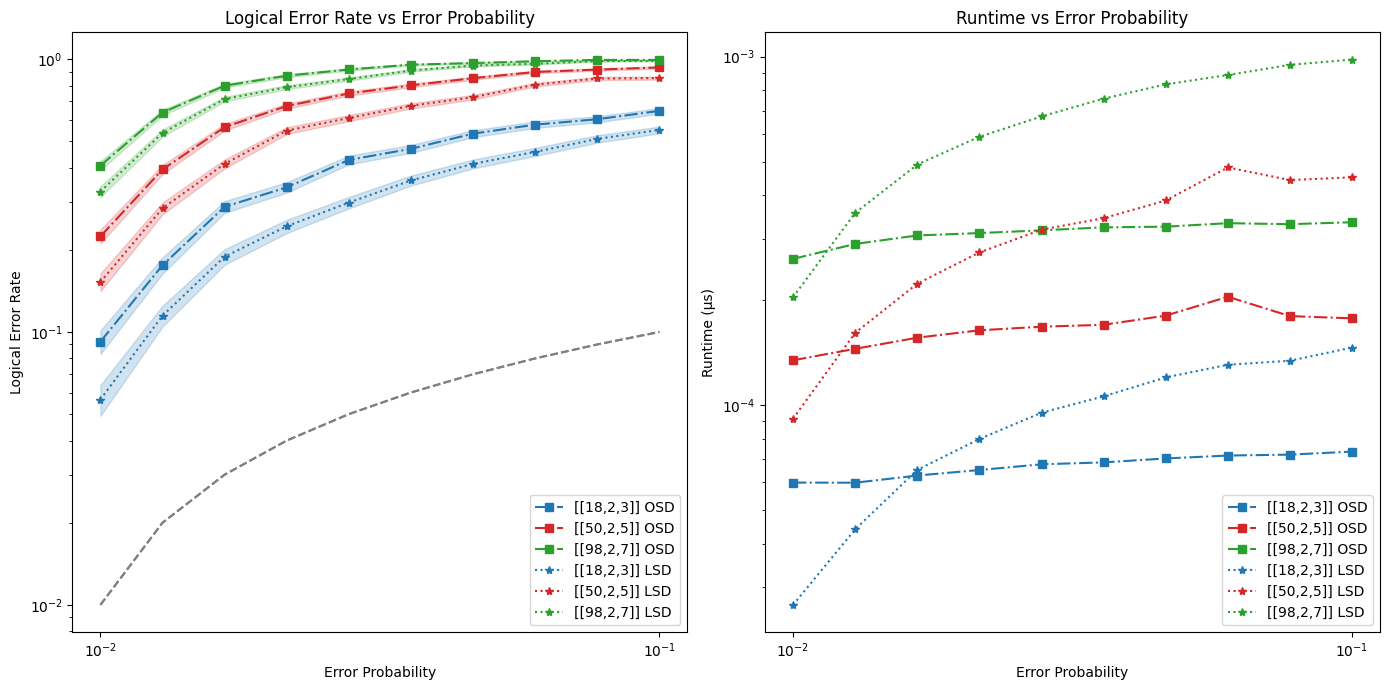 Logical Error Rate vs Error Probability
Logical Error Rate
10⁰
10⁻¹
10⁻²
10⁻²
10⁻¹
Error Probability
[[18,2,3]] OSD
[[50,2,5]] OSD
[[98,2,7]] OSD
[[18,2,3]] LSD
[[50,2,5]] LSD
[[98,2,7]] LSD
Runtime vs Error Probability
Runtime (μs)
10⁻³
10⁻⁴
10⁻²
10⁻¹
Error Probability
[[18,2,3]] OSD
[[50,2,5]] OSD
[[98,2,7]] OSD
[[18,2,3]] LSD
[[50,2,5]] LSD
[[98,2,7]] LSD